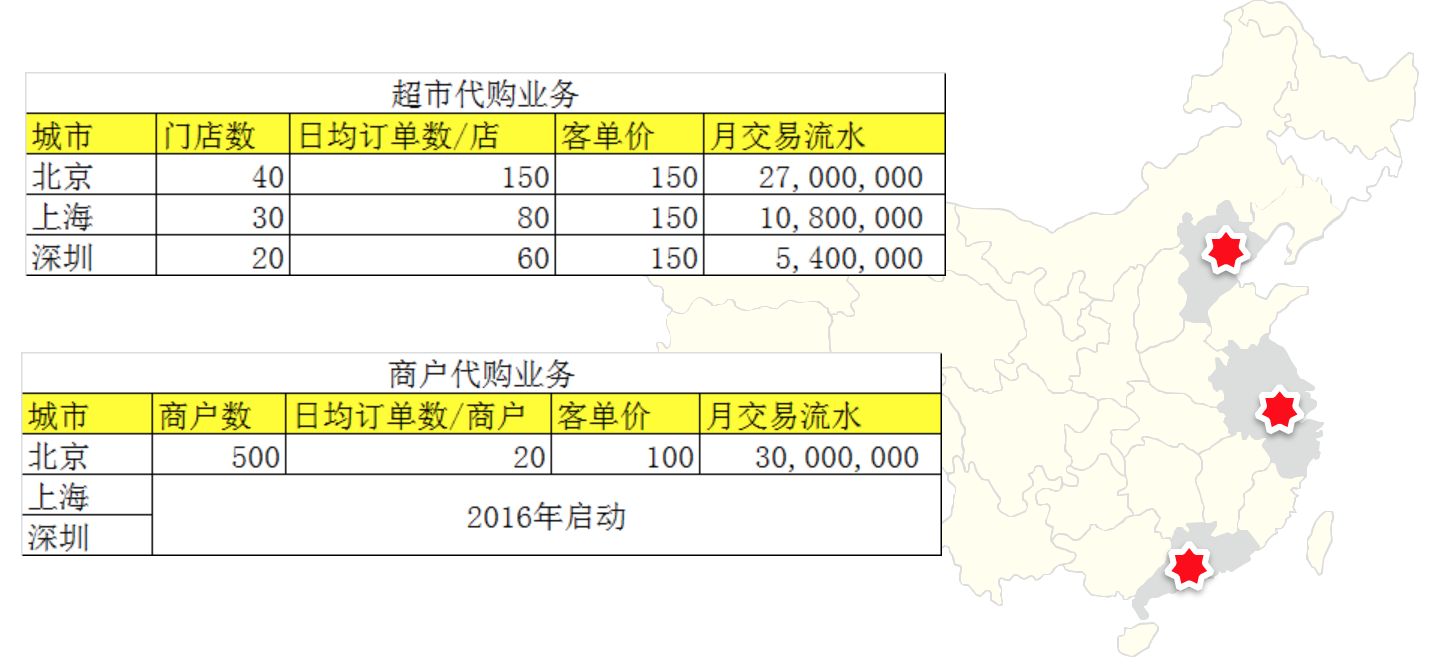 超市代购业务
城市 门店数 日均订单数/店 客单价 月交易流水
北京 40 150 150 27,000,000
上海 30 80 150 10,800,000
深圳 20 60 150 5,400,000
商户代购业务
城市 商户数 日均订单数/商户 客单价 月交易流水
北京 500 20 100 30,000,000
上海
2016年启动
深圳